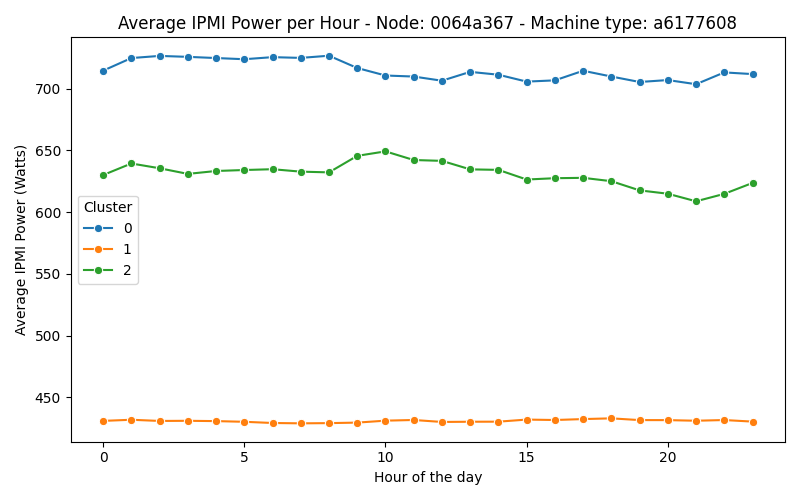 Average IPMI Power per Hour - Node: 0064a367 - Machine type: a6177608
Average IPMI Power (Watts)
700
650
600
550
500
450
Cluster
0
1
2
0 5 10 15 20
Hour of the day